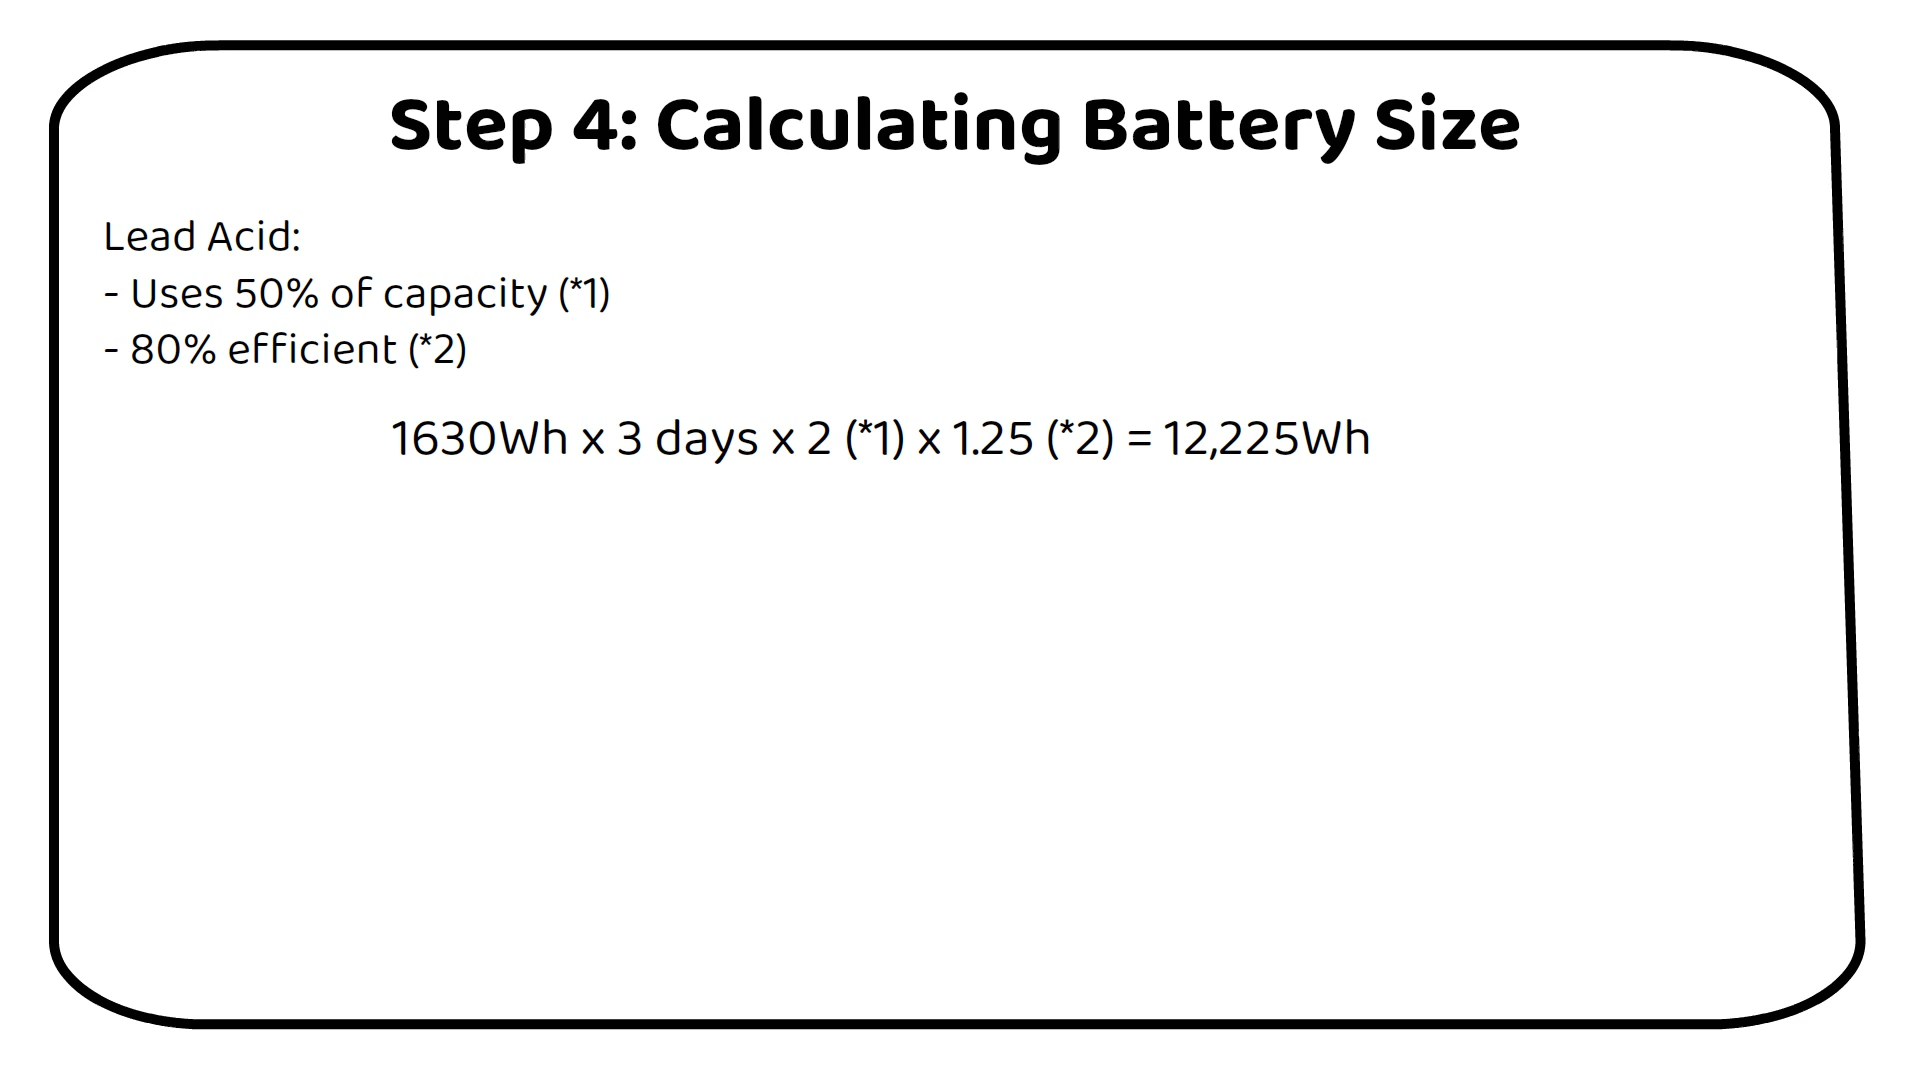 Step 4: Calculating Battery Size
Lead Acid:
- Uses 50% of capacity (*1)
- 80% efficient (*2)
1630Wh x 3 days x 2 (*1) x 1.25 (*2) = 12,225Wh